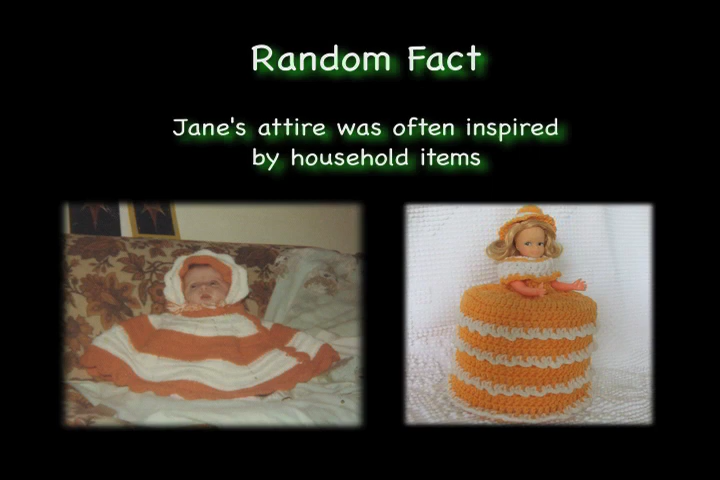 Random Fact
Jane's attire was often inspired
by household items